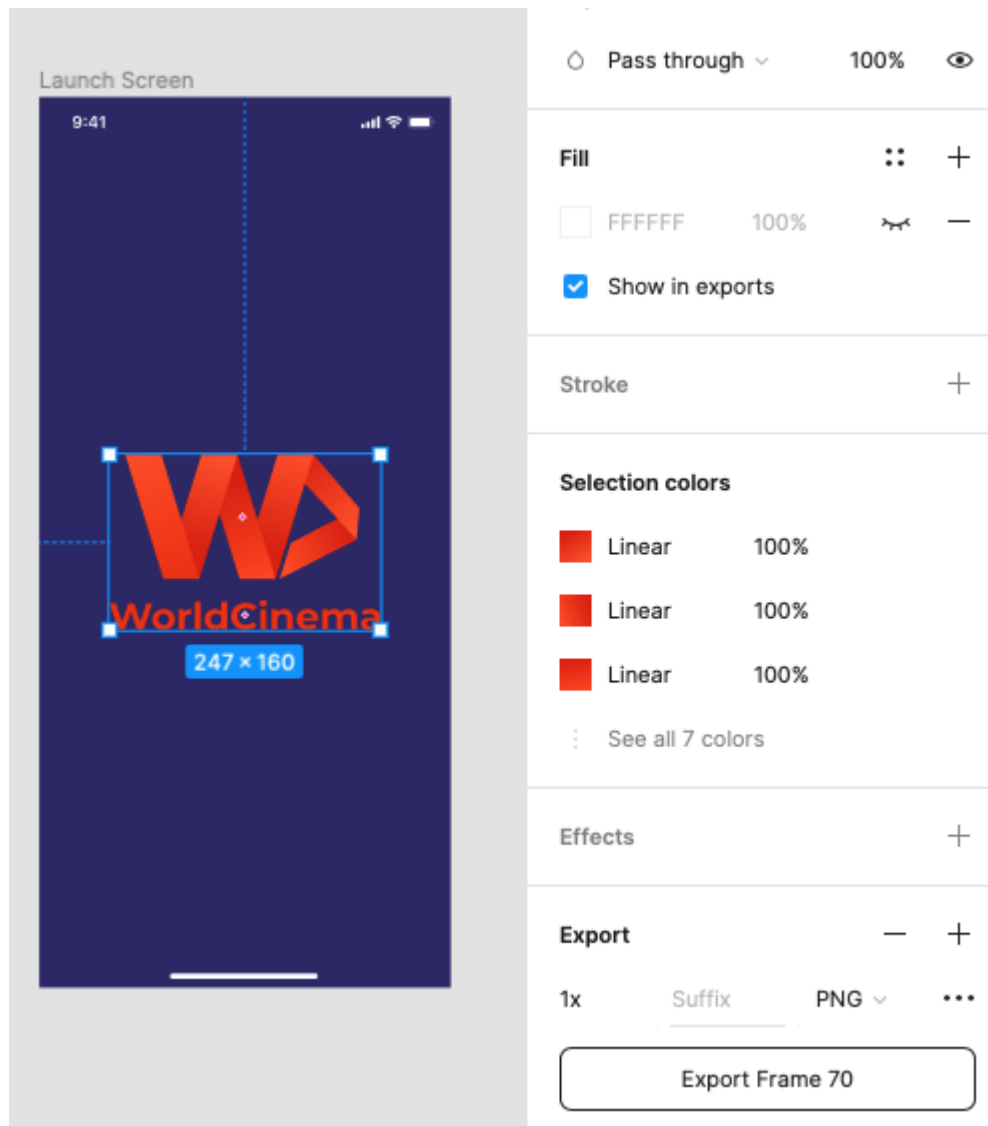 Launch Screen
9:41
WorldCinema
247 × 160
Pass through 100%
Fill
FFFFFF 100%
Show in exports
Stroke
Selection colors
Linear 100%
Linear 100%
Linear 100%
See all 7 colors
Effects
Export
1x Suffix PNG
Export Frame 70